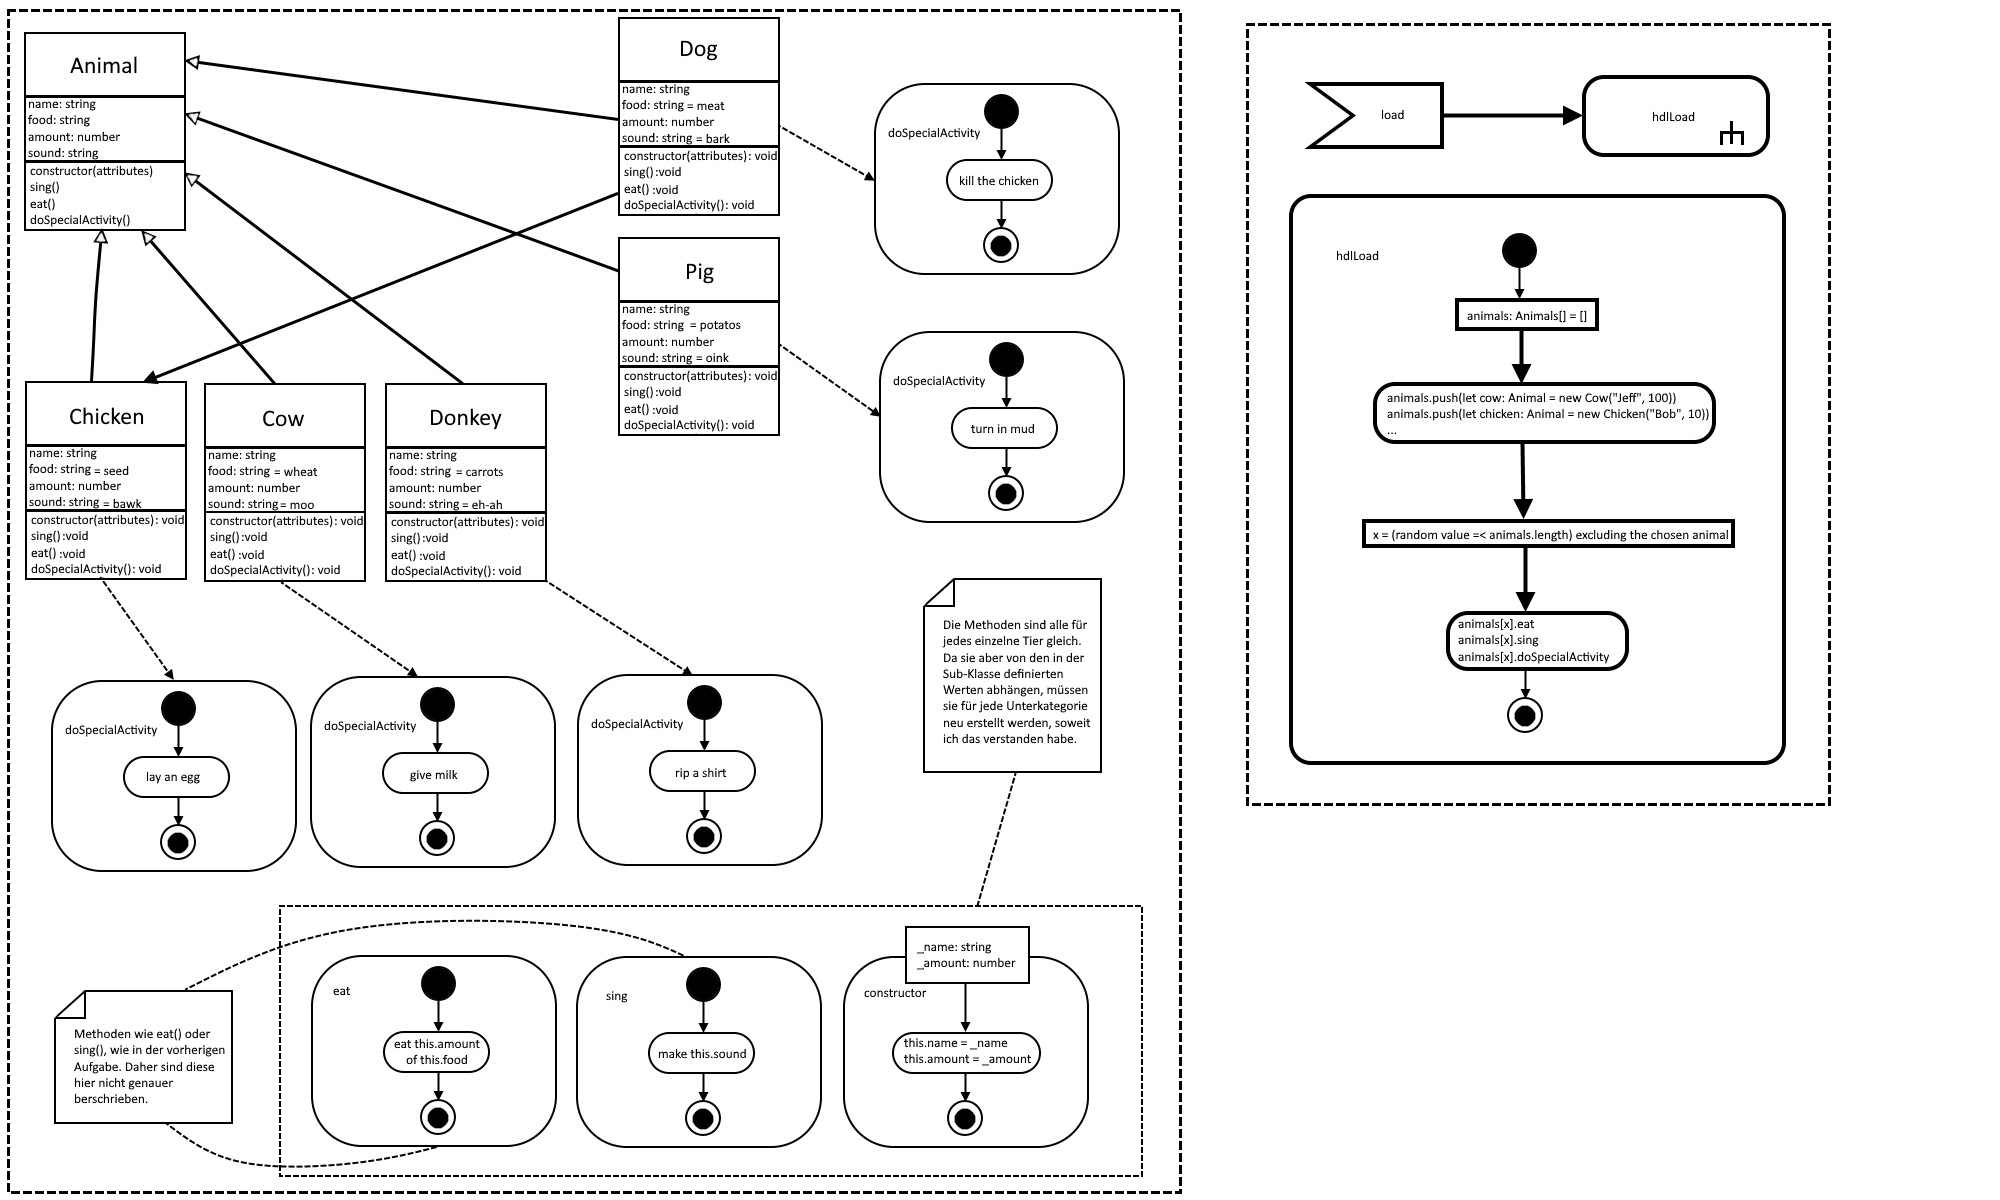 Animal
name: string
food: string
amount: number
sound: string
constructor(attributes)
sing()
eat()
doSpecialActivity()
Dog
name: string
food: string = meat
amount: number
sound: string = bark
constructor(attributes): void
sing():void
eat() :void
doSpecialActivity(): void
doSpecialActivity
kill the chicken
Pig
name: string
food: string = potatos
amount: number
sound: string = oink
constructor(attributes): void
sing():void
eat() :void
doSpecialActivity(): void
doSpecialActivity
turn in mud
Chicken
name: string
food: string = seed
amount: number
sound: string = bawk
constructor(attributes): void
sing():void
eat() :void
doSpecialActivity(): void
Cow
name: string
food: string = wheat
amount: number
sound: string = moo
constructor(attributes): void
sing():void
eat() :void
doSpecialActivity(): void
Donkey
name: string
food: string = carrots
amount: number
sound: string = eh-ah
constructor(attributes): void
sing():void
eat() :void
doSpecialActivity(): void
doSpecialActivity
lay an egg
doSpecialActivity
give milk
doSpecialActivity
rip a shirt
Die Methoden sind alle für
jedes einzelne Tier gleich.
Da sie aber von den in der
Sub-Klasse definierten
Werten abhängen, müssen
sie für jede Unterkategorie
neu erstellt werden, soweit
ich das verstanden habe.
Methoden wie eat() oder
sing(), wie in der vorherigen
Aufgabe. Daher sind diese
hier nicht genauer
berschrieben.
eat
eat this.amount
of this.food
sing
make this.sound
_name: string
_amount: number
constructor
this.name = _name
this.amount = _amount
load
hdlLoad
hdlLoad
animals: Animals[] = []
animals.push(let cow: Animal = new Cow("Jeff", 100))
animals.push(let chicken: Animal = new Chicken("Bob", 10))
...
x = (random value =< animals.length) excluding the chosen animal
animals[x].eat
animals[x].sing
animals[x].doSpecialActivity